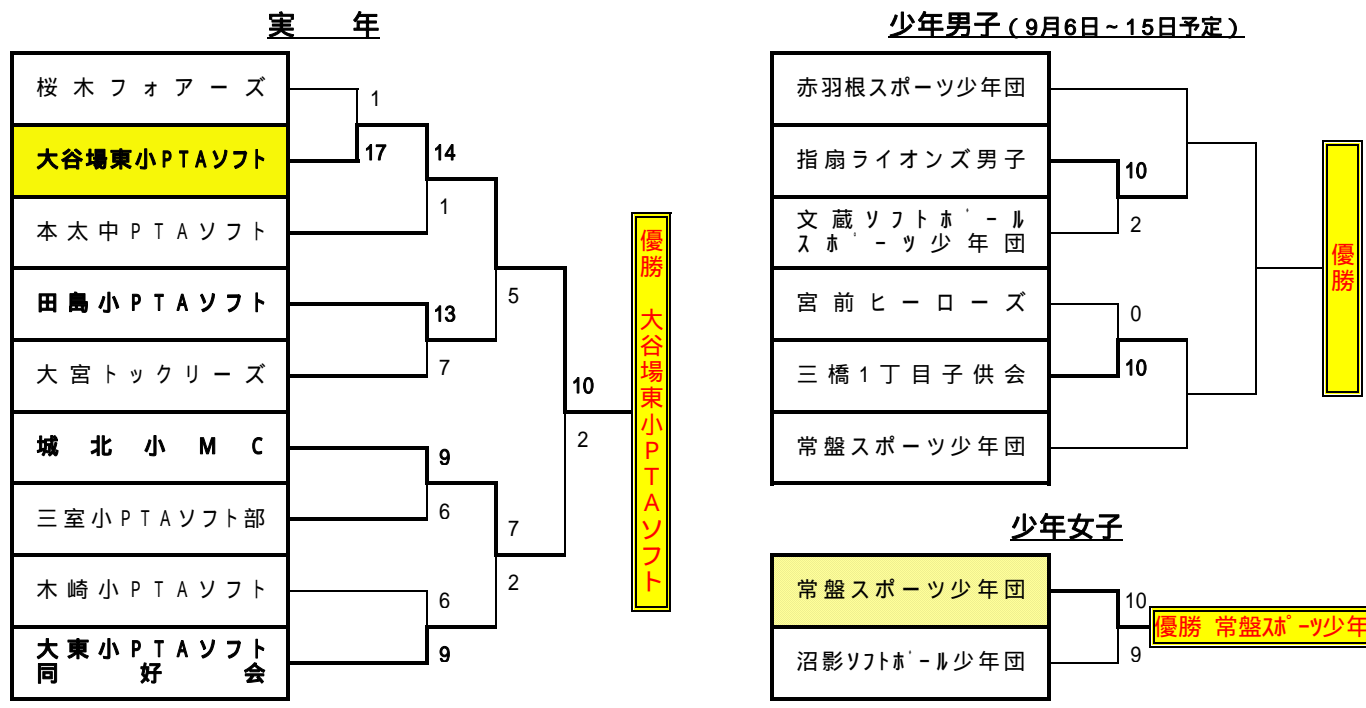 実 年
桜木フォアーズ
1
大谷場東小PTAソフト
17
14
本太中PTAソフト
1
田島小PTAソフト
13
5
大宮トックリーズ
7
10
城北小MC
9
2
三室小PTAソフト部
6
7
木崎小PTAソフト
6
2
大東小PTAソフト
同好会
9
優勝 大谷場東小PTAソフト
少年男子（9月6日～15日予定）
赤羽根スポーツ少年団
指扇ライオンズ男子
10
文蔵ソフトボール
スポーツ少年団
2
宮前ヒーローズ
0
三橋1丁目子供会
10
常盤スポーツ少年団
優勝
少年女子
常盤スポーツ少年団
10
沼影ソフトボール少年団
9
優勝 常盤スポーツ少年